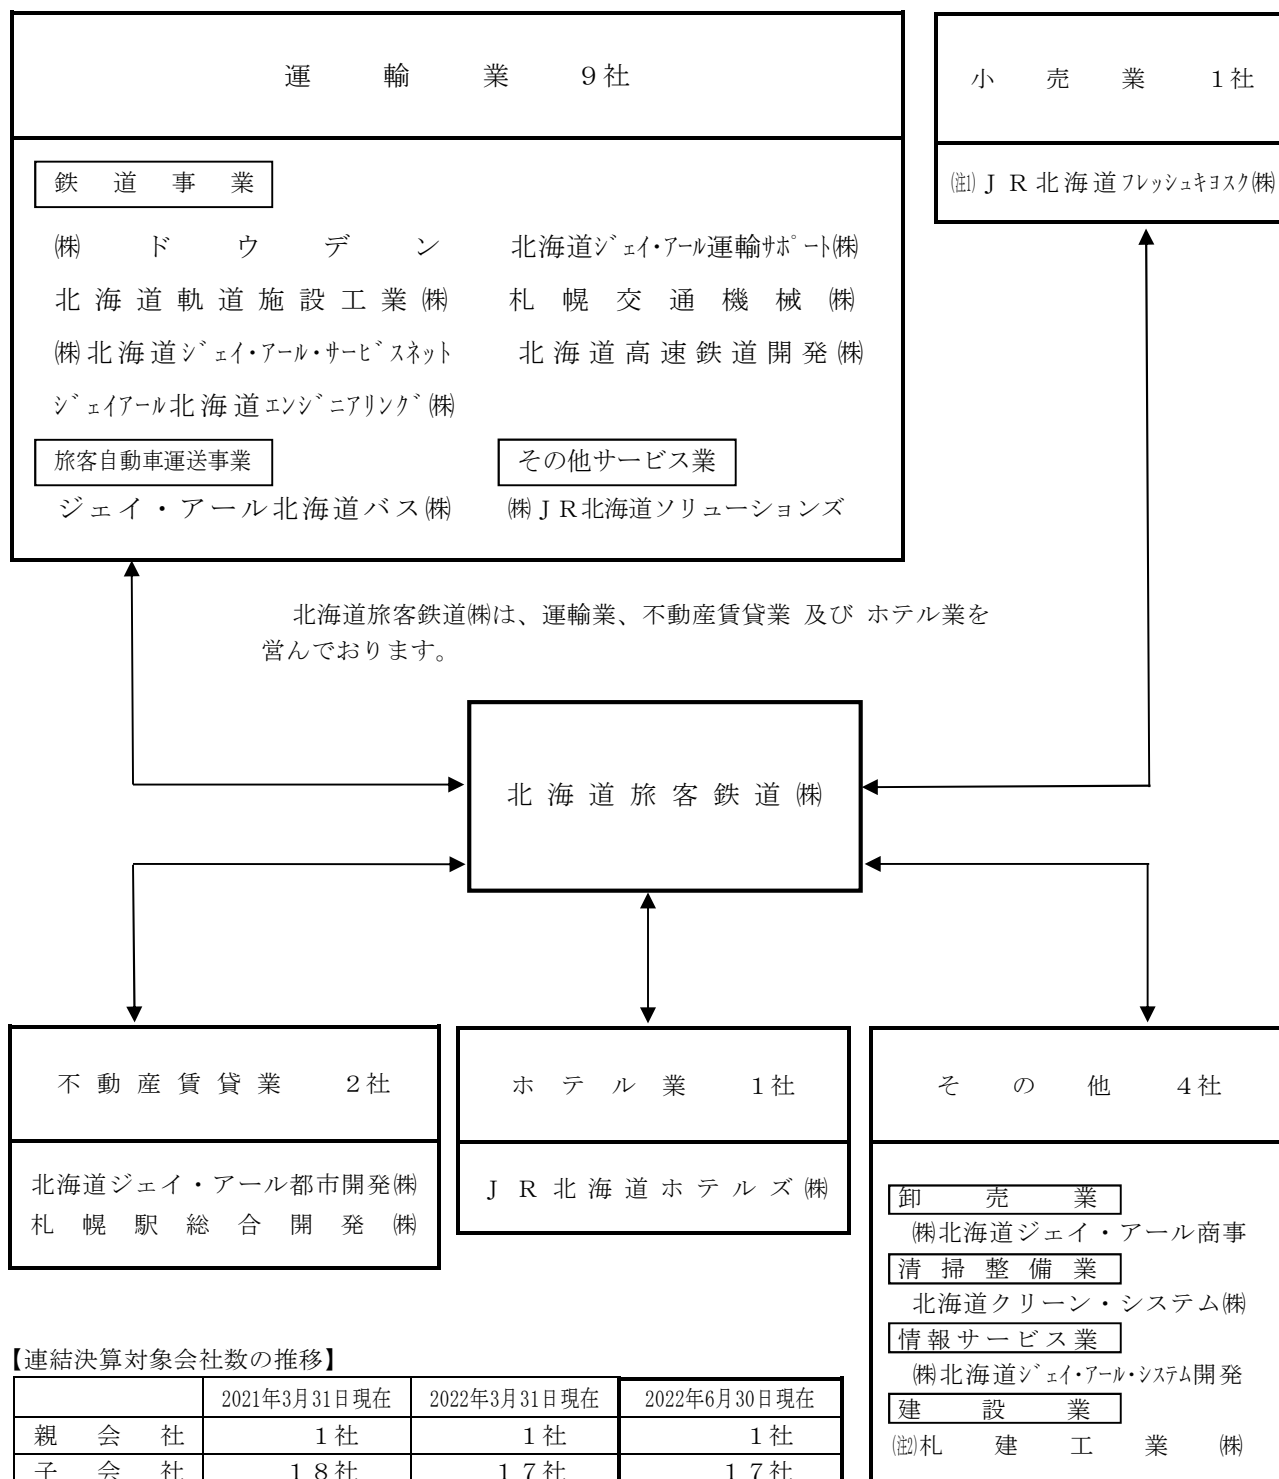 運輸業 9社
鉄道事業
㈱ドウデン 北海道ｼﾞｪｲ･ｱｰﾙ運輸ｻﾎﾟｰﾄ㈱
北海道軌道施設工業㈱ 札幌交通機械㈱
㈱北海道ｼﾞｪｲ･ｱｰﾙ･ｻｰﾋﾞｽﾈｯﾄ 北海道高速鉄道開発㈱
ｼﾞｪｲｱｰﾙ北海道ｴﾝｼﾞﾆｱﾘﾝｸﾞ㈱
旅客自動車運送事業 その他サービス業
ジェイ・アール北海道バス㈱ ㈱ＪＲ北海道ソリューションズ
小売業 1社
(注1)ＪＲ北海道ﾌﾚｯｼｭｷﾖｽｸ㈱
北海道旅客鉄道㈱は、運輸業、不動産賃貸業 及び ホテル業を
営んでおります。
北海道旅客鉄道㈱
不動産賃貸業 2社
北海道ジェイ・アール都市開発㈱
札幌駅総合開発㈱
ホテル業 1社
ＪＲ北海道ホテルズ㈱
その他 4社
卸売業
㈱北海道ジェイ・アール商事
清掃整備業
北海道クリーン・システム㈱
情報サービス業
㈱北海道ｼﾞｪｲ･ｱｰﾙ･ｼｽﾃﾑ開発
建設業
(注2)札建工業㈱
【連結決算対象会社数の推移】
2021年3月31日現在 2022年3月31日現在 2022年6月30日現在
親会社 1社 1社 1社
子会社 18社 17社 17社